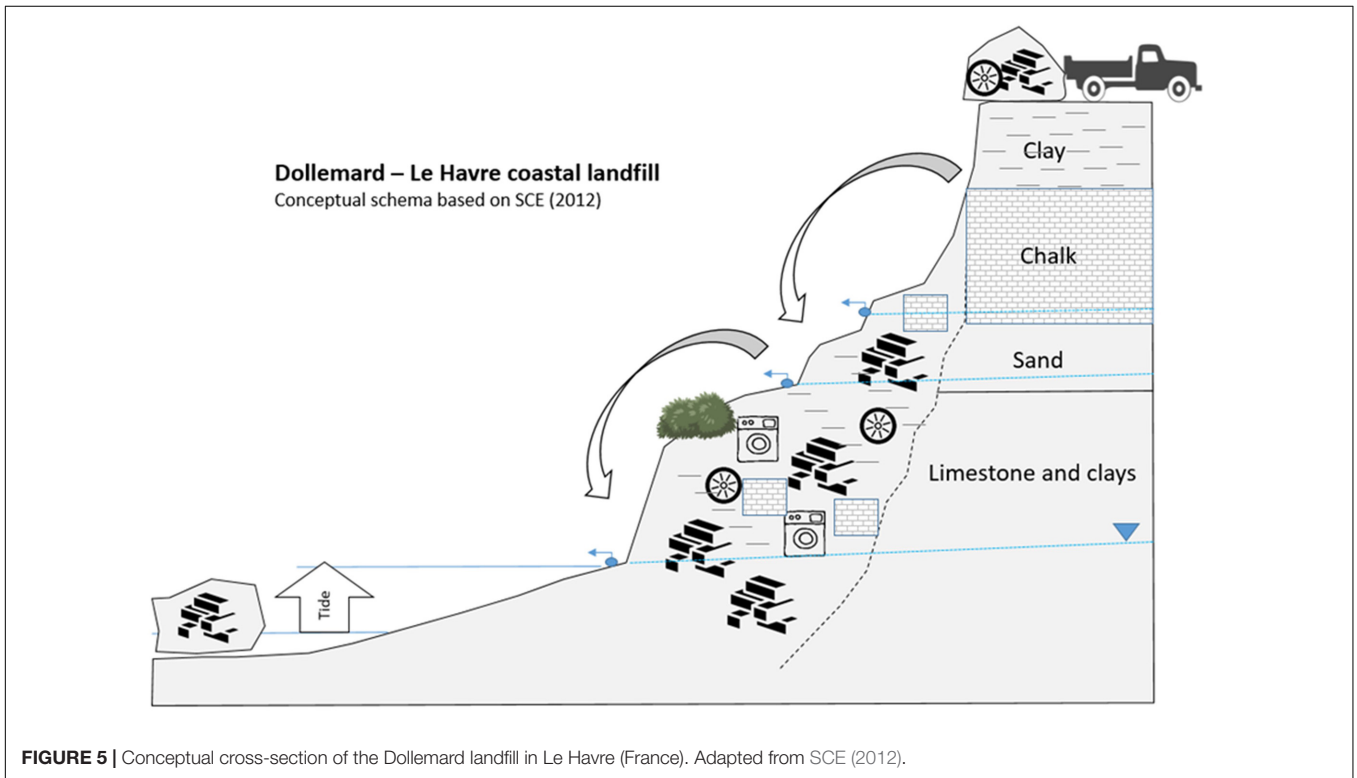 Dollemard – Le Havre coastal landfill
Conceptual schema based on SCE (2012)
Clay
Chalk
Sand
Limestone and clays
Tide
FIGURE 5 | Conceptual cross-section of the Dollemard landfill in Le Havre (France). Adapted from SCE (2012).